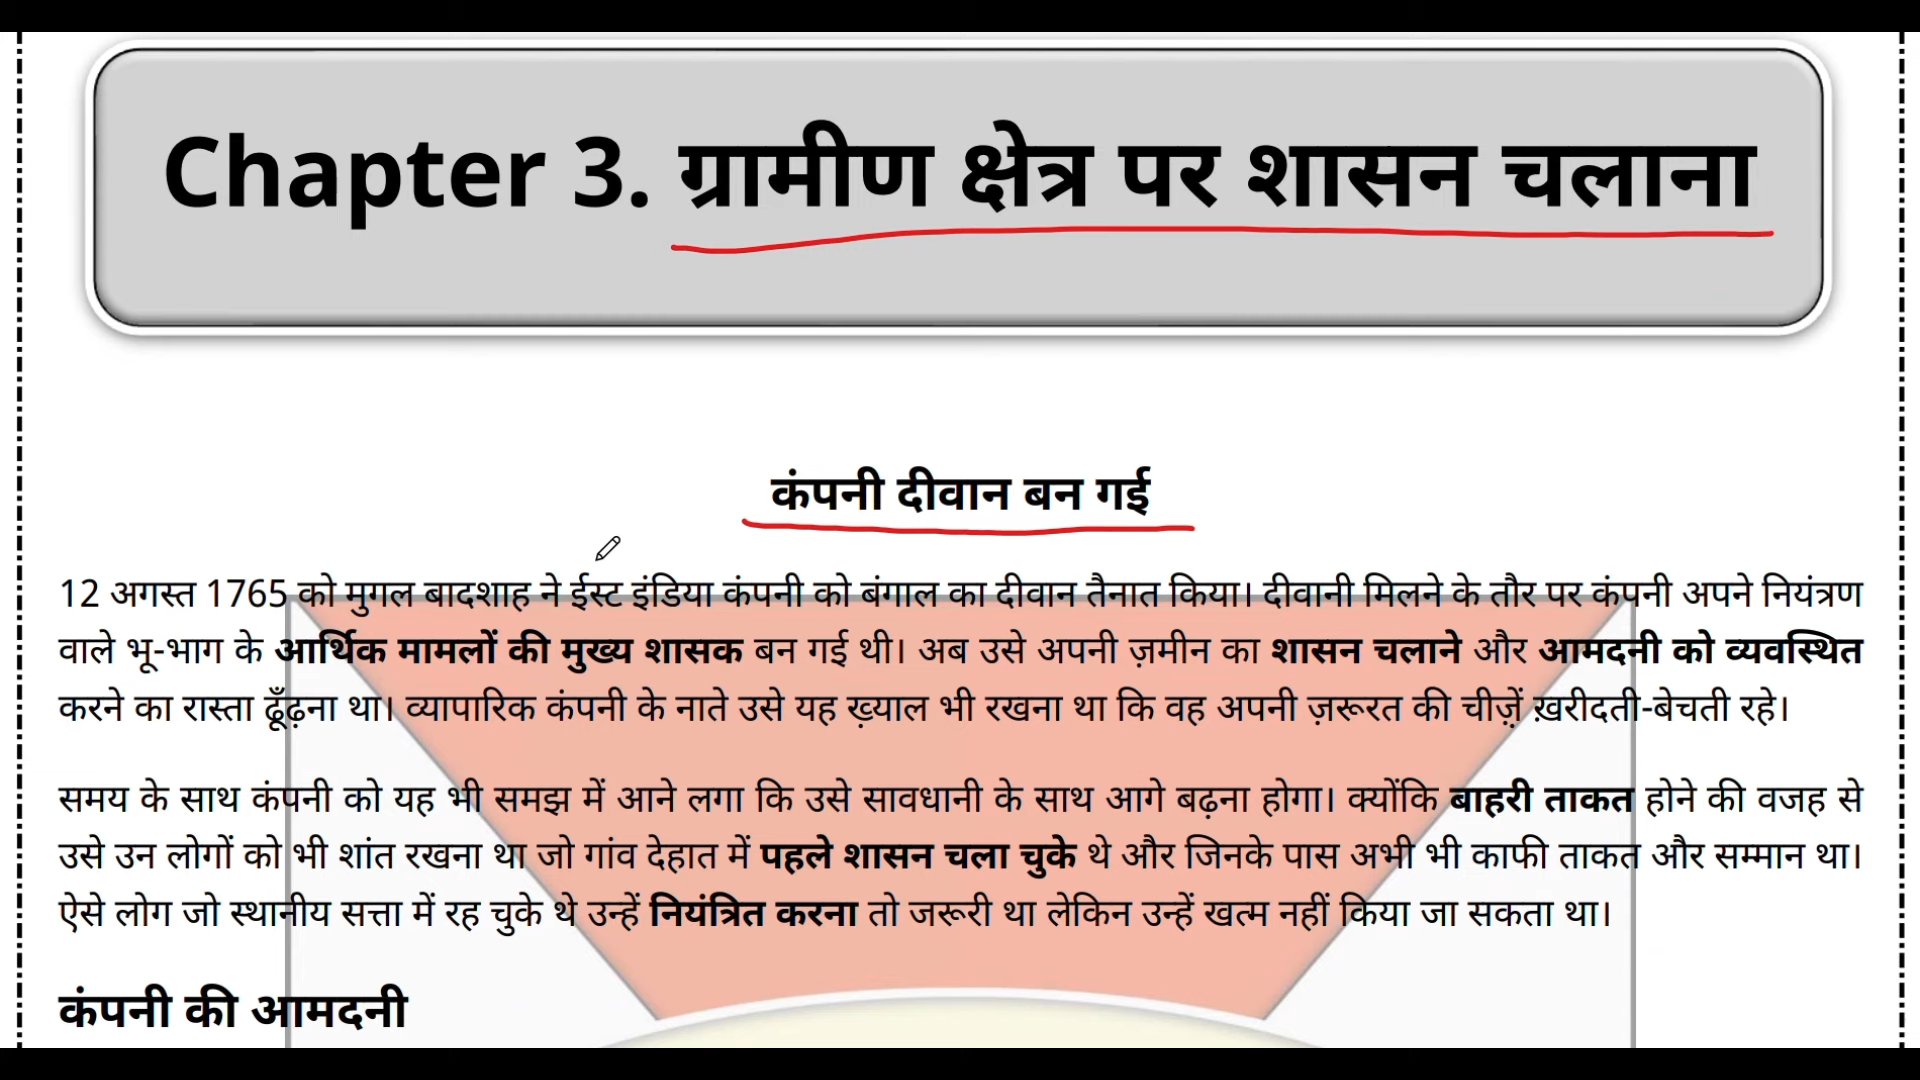 Chapter 3. ग्रामीण क्षेत्र पर शासन चलाना
कंपनी दीवान बन गई
12 अगस्त 1765 को मुगल बादशाह ने ईस्ट इंडिया कंपनी को बंगाल का दीवान तैनात किया। दीवानी मिलने के तौर पर कंपनी अपने नियंत्रण
वाले भू-भाग के आर्थिक मामलों की मुख्य शासक बन गई थी। अब उसे अपनी ज़मीन का शासन चलाने और आमदनी को व्यवस्थित
करने का रास्ता ढूँढ़ना था। व्यापारिक कंपनी के नाते उसे यह ख़्याल भी रखना था कि वह अपनी ज़रूरत की चीज़ें ख़रीदती-बेचती रहे।
समय के साथ कंपनी को यह भी समझ में आने लगा कि उसे सावधानी के साथ आगे बढ़ना होगा। क्योंकि बाहरी ताकत होने की वजह से
उसे उन लोगों को भी शांत रखना था जो गांव देहात में पहले शासन चला चुके थे और जिनके पास अभी भी काफी ताकत और सम्मान था।
ऐसे लोग जो स्थानीय सत्ता में रह चुके थे उन्हें नियंत्रित करना तो जरूरी था लेकिन उन्हें खत्म नहीं किया जा सकता था।
कंपनी की आमदनी